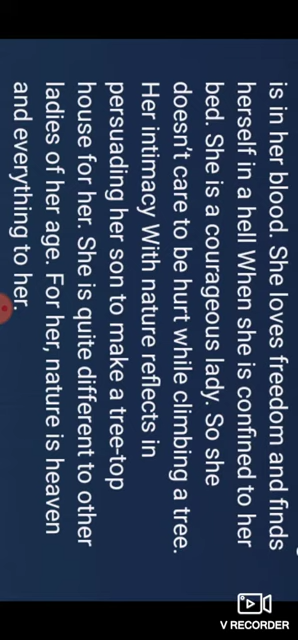 is in her blood. She loves freedom and finds
herself in a hell When she is confined to her
bed. She is a courageous lady. So she
doesn't care to be hurt while climbing a tree.
Her intimacy With nature reflects in
persuading her son to make a tree-top
house for her. She is quite different to other
ladies of her age. For her, nature is heaven
and everything to her.
V RECORDER